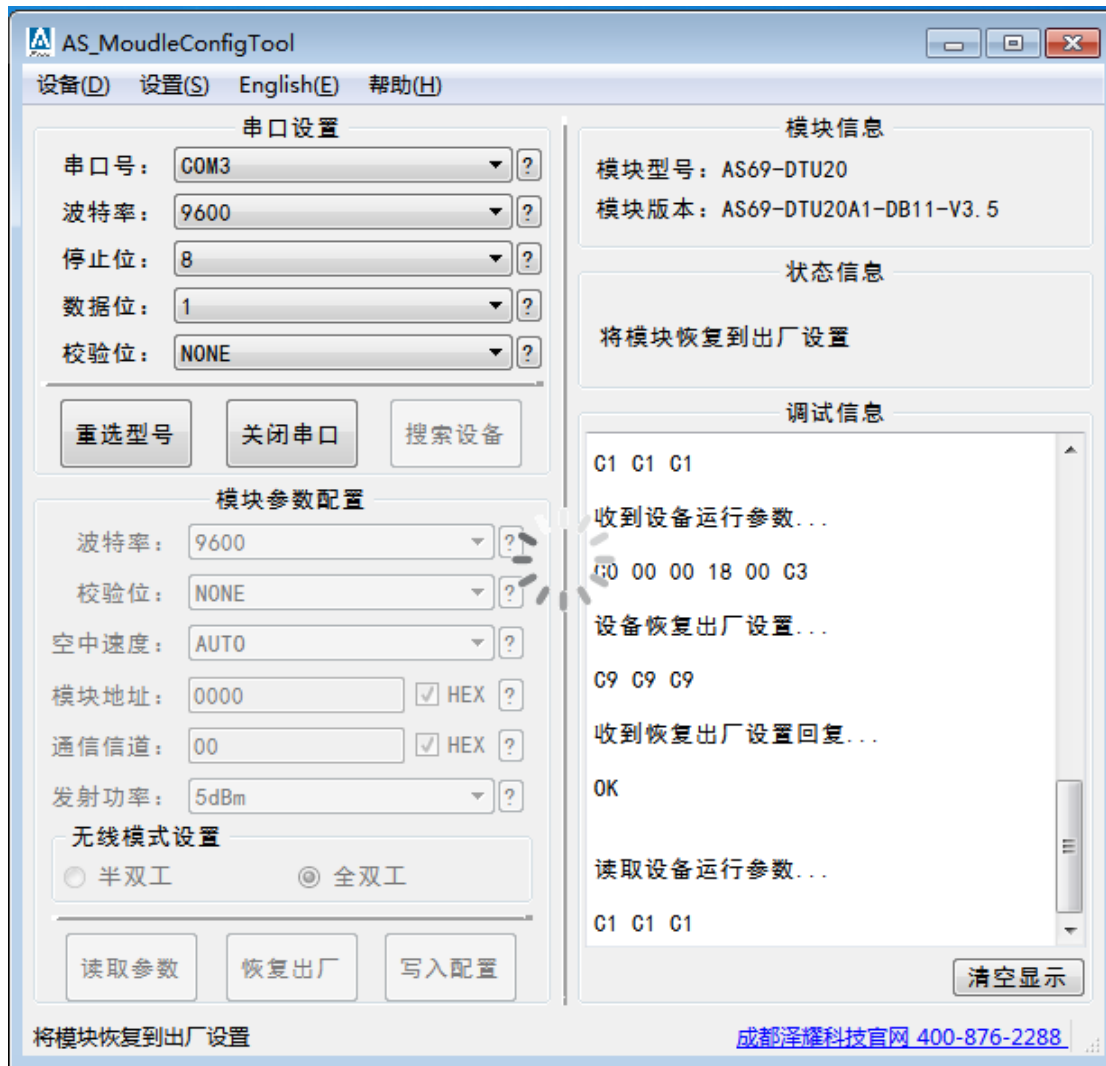 AS_MoudleConfigTool
设备(D) 设置(S) English(E) 帮助(H)
串口设置
串口号: COM3 ?
波特率: 9600 ?
停止位: 8 ?
数据位: 1 ?
校验位: NONE ?
重选型号 关闭串口 搜索设备
模块参数配置
波特率: 9600 ?
校验位: NONE ?
空中速度: AUTO ?
模块地址: 0000 HEX ?
通信信道: 00 HEX ?
发射功率: 5dBm ?
无线模式设置
半双工 全双工
读取参数 恢复出厂 写入配置
模块信息
模块型号: AS69-DTU20
模块版本: AS69-DTU20A1-DB11-V3.5
状态信息
将模块恢复到出厂设置
调试信息
C1 C1 C1
收到设备运行参数...
C0 00 00 18 00 C3
设备恢复出厂设置...
C9 C9 C9
收到恢复出厂设置回复...
OK
读取设备运行参数...
C1 C1 C1
清空显示
将模块恢复到出厂设置
成都泽耀科技官网 400-876-2288